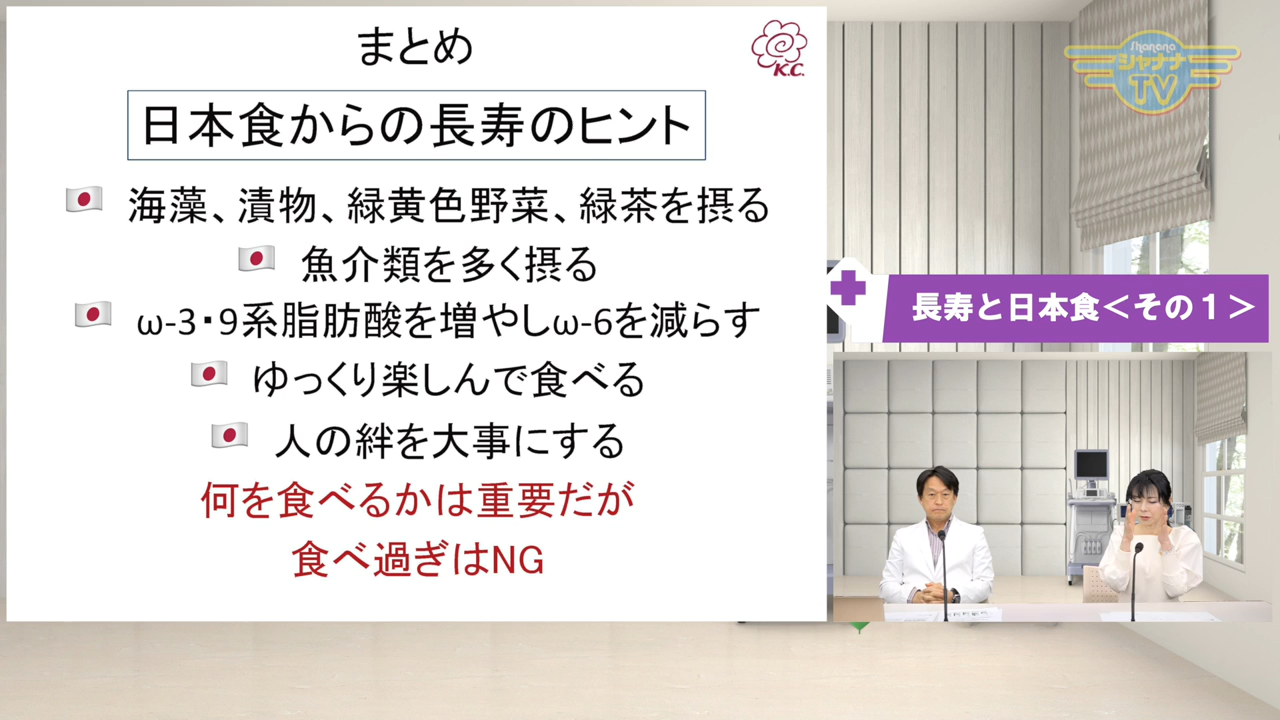 まとめ
K.C.
日本食からの長寿のヒント
海藻、漬物、緑黄色野菜、緑茶を摂る
魚介類を多く摂る
ω-3・9系脂肪酸を増やしω-6を減らす
ゆっくり楽しんで食べる
人の絆を大事にする
何を食べるかは重要だが
食べ過ぎはNG
Shanana
シャナナ
TV
長寿と日本食＜その１＞